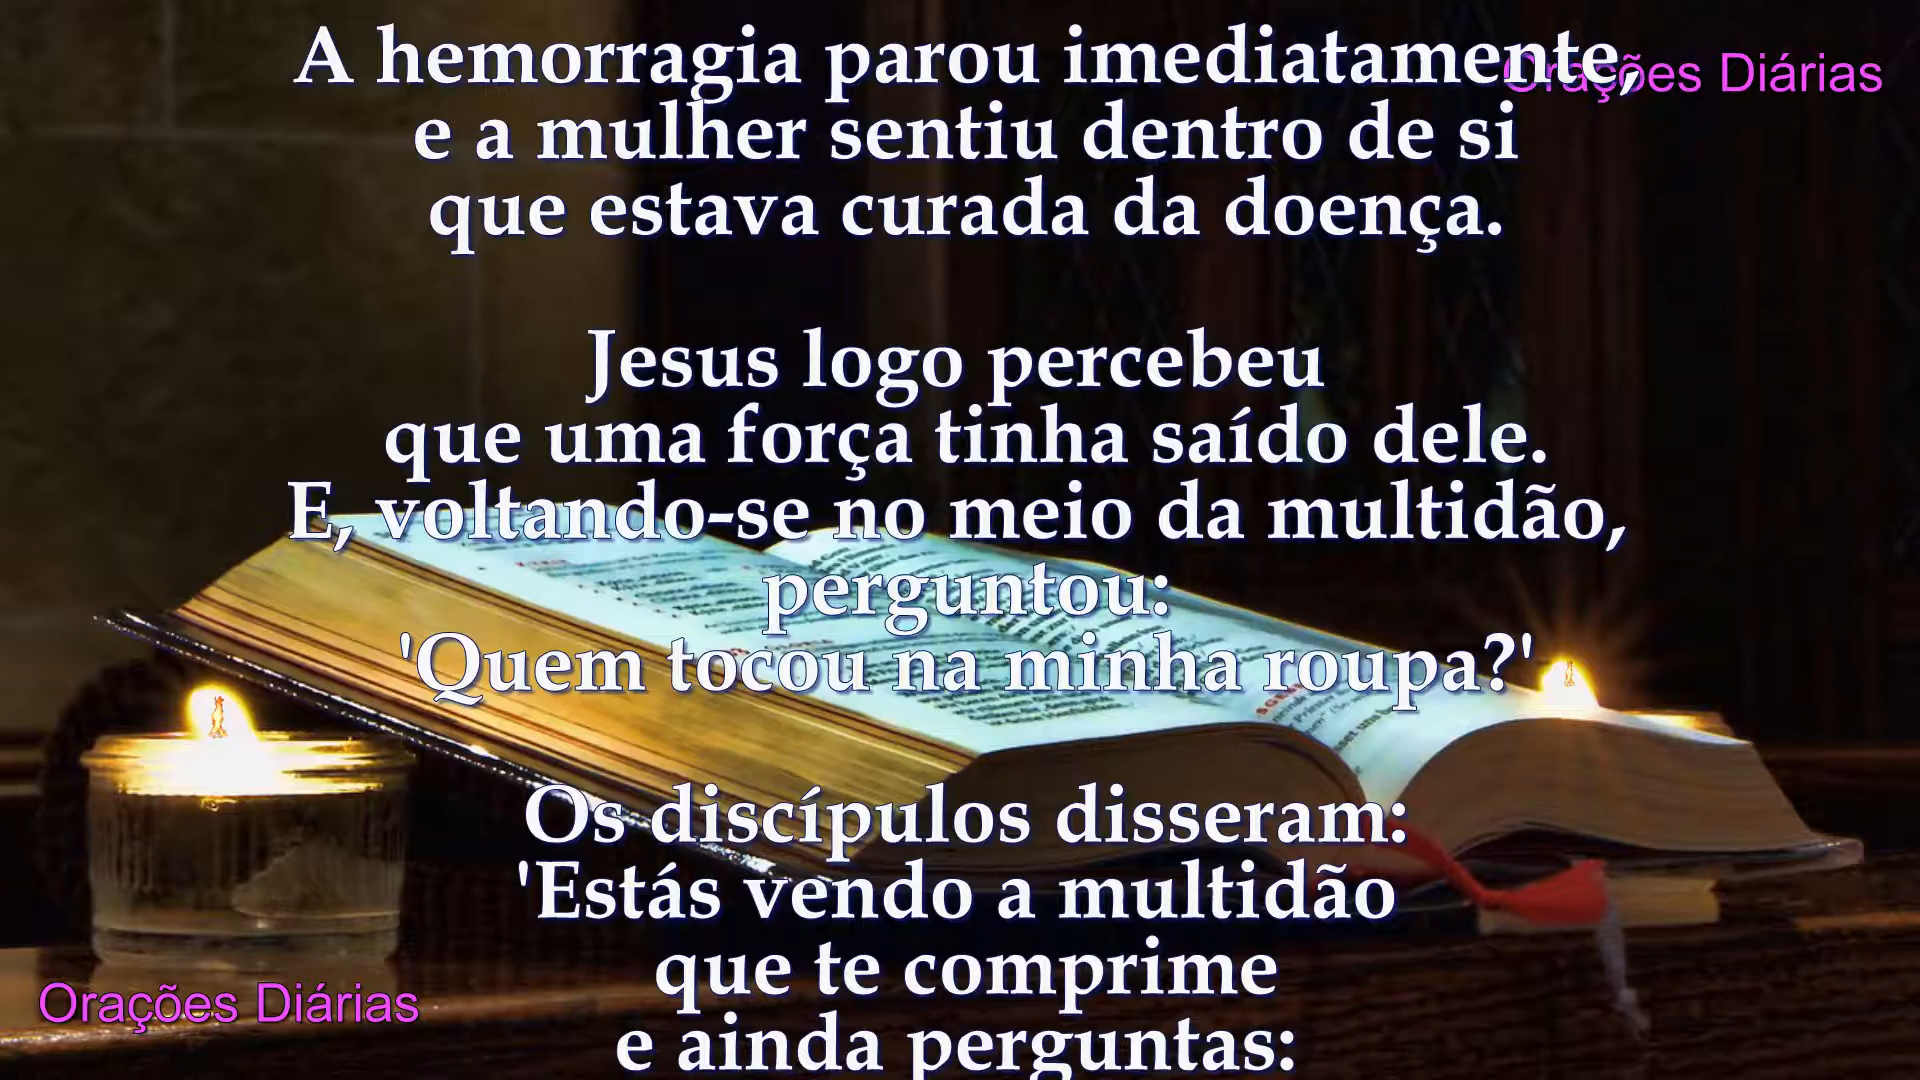 A hemorragia parou imediatamente,
Orações Diárias
e a mulher sentiu dentro de si
que estava curada da doença.
Jesus logo percebeu
que uma força tinha saído dele.
E, voltando-se no meio da multidão,
perguntou:
'Quem tocou na minha roupa?'
Os discípulos disseram:
'Estás vendo a multidão
que te comprime
Orações Diárias
e ainda perguntas: